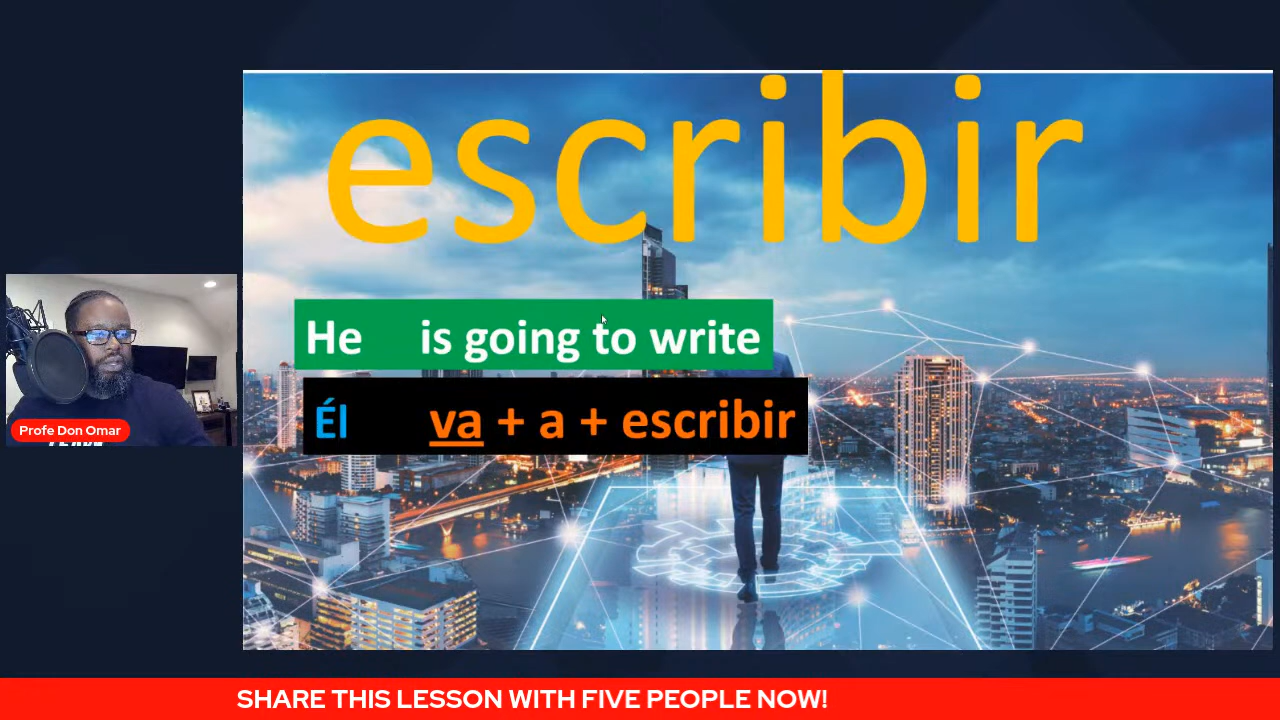 escribir
He is going to write
Él va + a + escribir
Profe Don Omar
SHARE THIS LESSON WITH FIVE PEOPLE NOW!